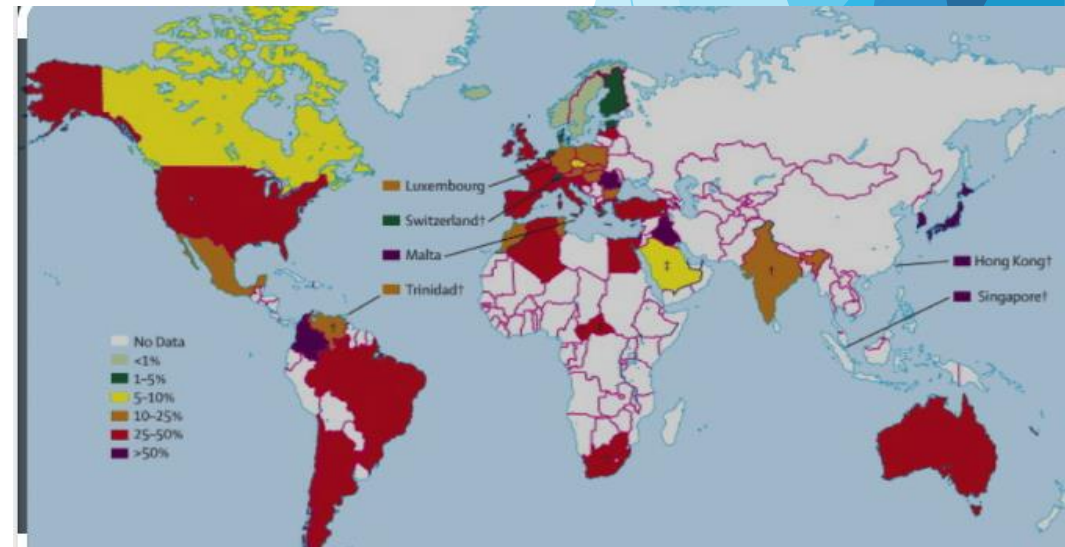 Luxembourg
Switzerland†
Malta
Trinidad†
Hong Kong†
Singapore†
†
‡
†
No Data
<1%
1–5%
5–10%
10–25%
25–50%
>50%